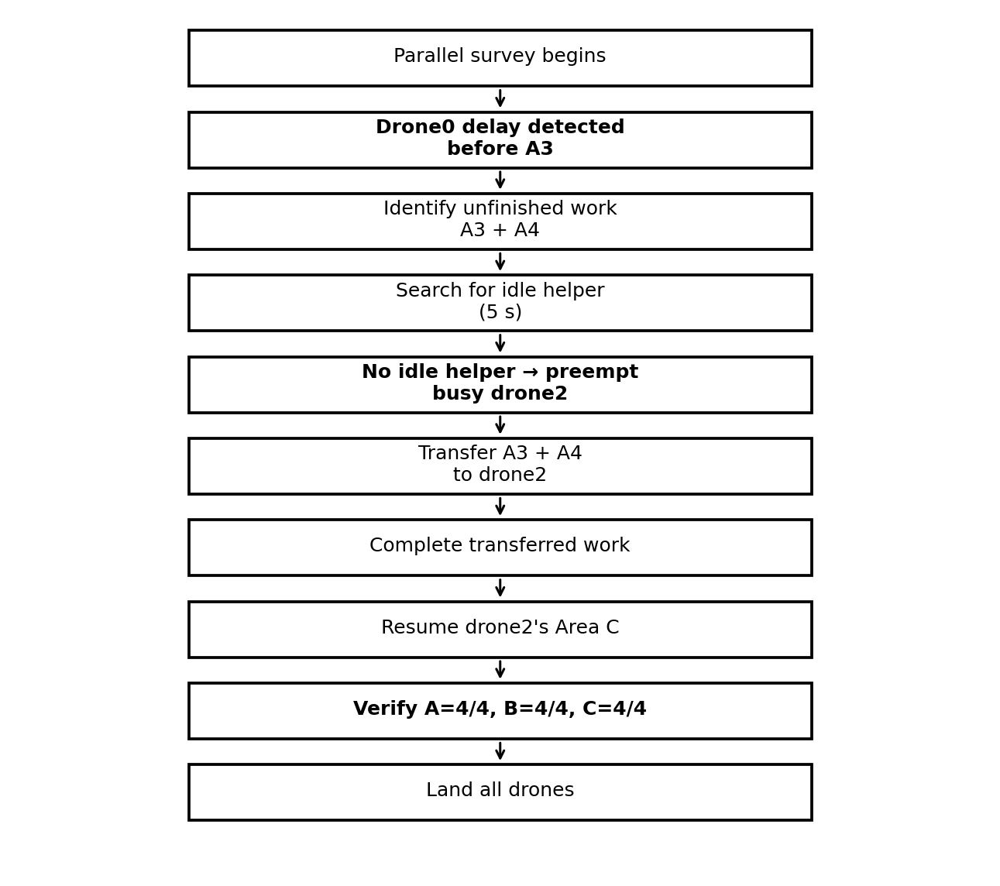 Parallel survey begins
Drone0 delay detected
before A3
Identify unfinished work
A3 + A4
Search for idle helper
(5 s)
No idle helper → preempt
busy drone2
Transfer A3 + A4
to drone2
Complete transferred work
Resume drone2's Area C
Verify A=4/4, B=4/4, C=4/4
Land all drones